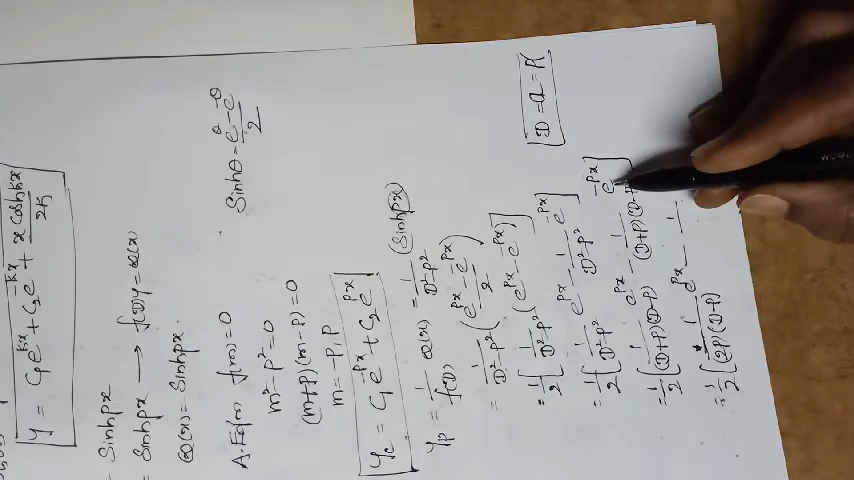 y = C₁e^{kx} + C₂e^{-kx} + x coshkx / 2k
= Sinhpx
= Sinhpx → f(D)y = Q(x)
Q(x) = Sinhpx.
Sinhθ = (e^θ - e^{-θ}) / 2
A.Eq(n) f(m) = 0
m² - p² = 0
(m+p)(m-p) = 0
m = -p, p
y_c = C₁e^{-px} + C₂e^{px}
y_p = 1/f(D) Q(x) = 1/(D²-p²) (Sinhpx)
= 1/(D²-p²) ((e^{px} - e^{-px}) / 2)
= 1/2 [1/(D²-p²) (e^{px} - e^{-px})]
= 1/2 [1/(D²-p²) e^{px} - 1/(D²-p²) e^{-px}]
D = a = p
= 1/2 [1/((D+p)(D-p)) e^{px} - 1/((D+p)(D-p)) e^{-px}]
= 1/2 [1/((2p)(D-p)) e^{px} - 1